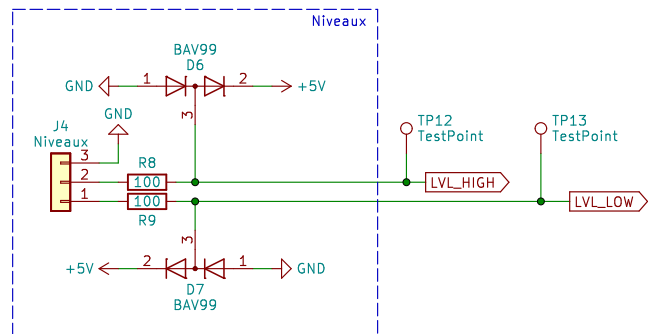 Niveaux
BAV99
D6
GND 1 2 +5V
3
GND
J4
Niveaux
3
2
1
R8
100
100
R9
TP12
TestPoint
TP13
TestPoint
LVL_HIGH
LVL_LOW
3
+5V 2 1 GND
D7
BAV99